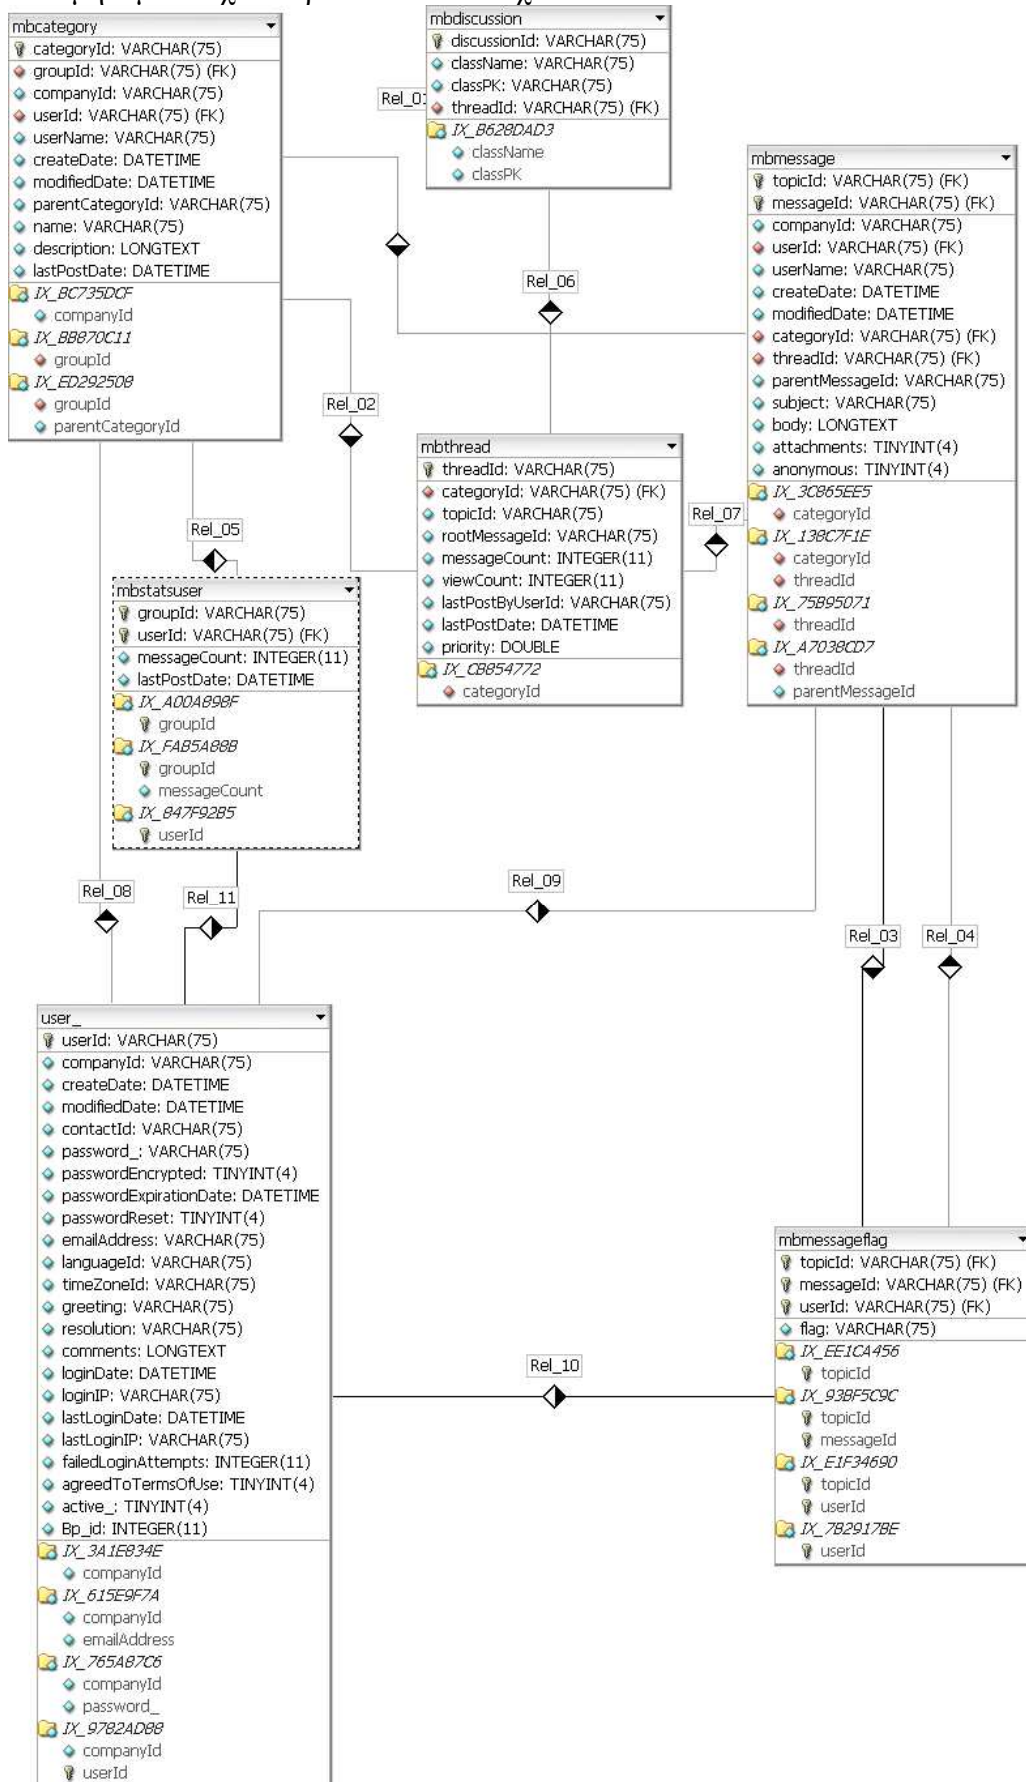 mbcategory
categoryId: VARCHAR(75)
groupId: VARCHAR(75) (FK)
companyId: VARCHAR(75)
userId: VARCHAR(75) (FK)
userName: VARCHAR(75)
createDate: DATETIME
modifiedDate: DATETIME
parentCategoryId: VARCHAR(75)
name: VARCHAR(75)
description: LONGTEXT
lastPostDate: DATETIME
IX_BC735DCF
companyId
IX_BB870C11
groupId
IX_ED292508
groupId
parentCategoryId
mbdiscussion
discussionId: VARCHAR(75)
className: VARCHAR(75)
classPK: VARCHAR(75)
threadId: VARCHAR(75) (FK)
IX_B628DAD3
className
classPK
Rel_01
mbmessage
topicId: VARCHAR(75) (FK)
messageId: VARCHAR(75) (FK)
companyId: VARCHAR(75)
userId: VARCHAR(75) (FK)
userName: VARCHAR(75)
createDate: DATETIME
modifiedDate: DATETIME
categoryId: VARCHAR(75) (FK)
threadId: VARCHAR(75) (FK)
parentMessageId: VARCHAR(75)
subject: VARCHAR(75)
body: LONGTEXT
attachments: TINYINT(4)
anonymous: TINYINT(4)
IX_3C865EE5
categoryId
IX_138C7F1E
categoryId
threadId
IX_75B95071
threadId
IX_A7038CD7
threadId
parentMessageId
Rel_06
Rel_02
mbthread
threadId: VARCHAR(75)
categoryId: VARCHAR(75) (FK)
topicId: VARCHAR(75)
rootMessageId: VARCHAR(75)
messageCount: INTEGER(11)
viewCount: INTEGER(11)
lastPostByUserId: VARCHAR(75)
lastPostDate: DATETIME
priority: DOUBLE
IX_CB854772
categoryId
Rel_07
Rel_05
mbstatsuser
groupId: VARCHAR(75)
userId: VARCHAR(75) (FK)
messageCount: INTEGER(11)
lastPostDate: DATETIME
IX_A00A898F
groupId
IX_FAB5A88B
groupId
messageCount
IX_847F92B5
userId
Rel_08
Rel_11
Rel_09
Rel_03
Rel_04
user_
userId: VARCHAR(75)
companyId: VARCHAR(75)
createDate: DATETIME
modifiedDate: DATETIME
contactId: VARCHAR(75)
password_: VARCHAR(75)
passwordEncrypted: TINYINT(4)
passwordExpirationDate: DATETIME
passwordReset: TINYINT(4)
emailAddress: VARCHAR(75)
languageId: VARCHAR(75)
timeZoneId: VARCHAR(75)
greeting: VARCHAR(75)
resolution: VARCHAR(75)
comments: LONGTEXT
loginDate: DATETIME
loginIP: VARCHAR(75)
lastLoginDate: DATETIME
lastLoginIP: VARCHAR(75)
failedLoginAttempts: INTEGER(11)
agreedToTermsOfUse: TINYINT(4)
active_: TINYINT(4)
Bp_id: INTEGER(11)
IX_3A1E834E
companyId
IX_615E9F7A
companyId
emailAddress
IX_765A87C6
companyId
password_
IX_9782AD88
companyId
userId
Rel_10
mbmessageflag
topicId: VARCHAR(75) (FK)
messageId: VARCHAR(75) (FK)
userId: VARCHAR(75) (FK)
flag: VARCHAR(75)
IX_EE1CA456
topicId
IX_93BF5C9C
topicId
messageId
IX_E1F34690
topicId
userId
IX_7B2917BE
userId